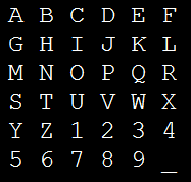 A B C D E F
G H I J K L
M N O P Q R
S T U V W X
Y Z 1 2 3 4
5 6 7 8 9 _